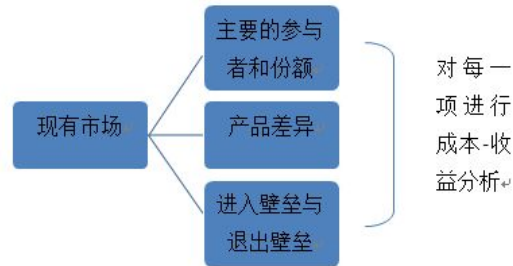 主要的参与
者和份额
现有市场
产品差异
进入壁垒与
退出壁垒
对每一
项进行
成本-收
益分析